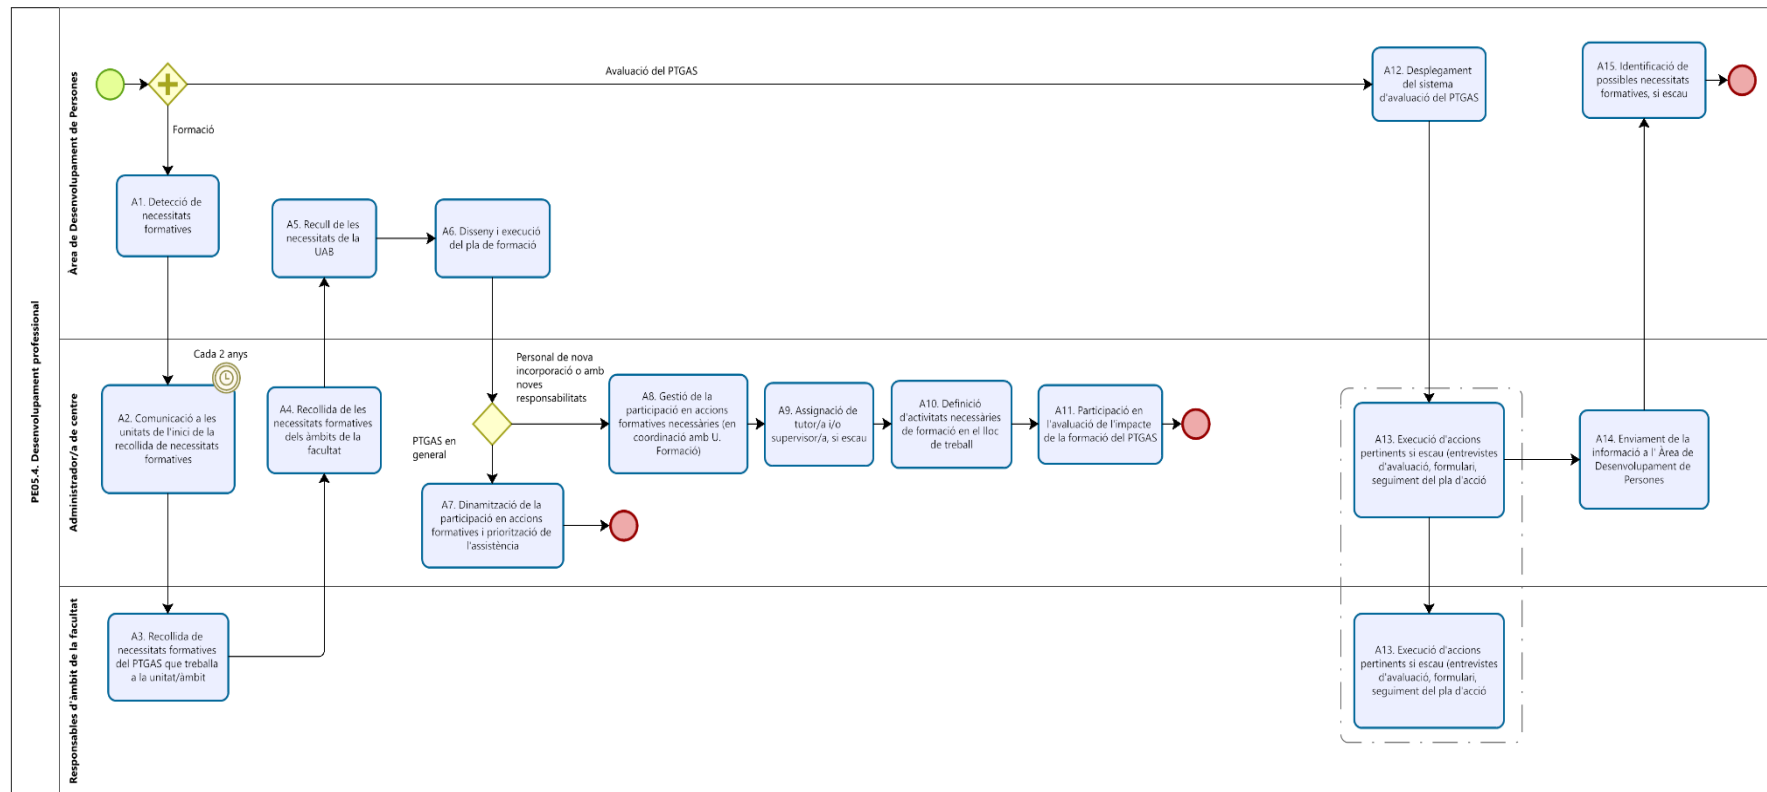 PE05.4. Desenvolupament professional
Àrea de Desenvolupament de Persones
Avaluació del PTGAS
Formació
A1. Detecció de
necessitats
formatives
A5. Recull de les
necessitats de la
UAB
A6. Disseny i execució
del pla de formació
A12. Desplegament
del sistema
d'avaluació del PTGAS
A15. Identificació de
possibles necessitats
formatives, si escau
Administrador/a de centre
Cada 2 anys
A2. Comunicació a les
unitats de l'inici de la
recollida de necessitats
formatives
A4. Recollida de les
necessitats formatives
dels àmbits de la
facultat
Personal de nova
incorporació o amb
noves
responsabilitats
PTGAS en
general
A7. Dinamització de la
participació en accions
formatives i priorització de
l'assistència
A8. Gestió de la
participació en accions
formatives necessàries (en
coordinació amb U.
Formació)
A9. Assignació de
tutor/a i/o
supervisor/a, si escau
A10. Definició
d'activitats necessàries
de formació en el lloc
de treball
A11. Participació en
l'avaluació de l'impacte
de la formació del PTGAS
A13. Execució d'accions
pertinents si escau (entrevistes
d'avaluació, formulari,
seguiment del pla d'acció
A14. Enviament de la
informació a l' Àrea de
Desenvolupament de
Persones
Responsables d'àmbit de la facultat
A3. Recollida de
necessitats formatives
del PTGAS que treballa
a la unitat/àmbit
A13. Execució d'accions
pertinents si escau (entrevistes
d'avaluació, formulari,
seguiment del pla d'acció